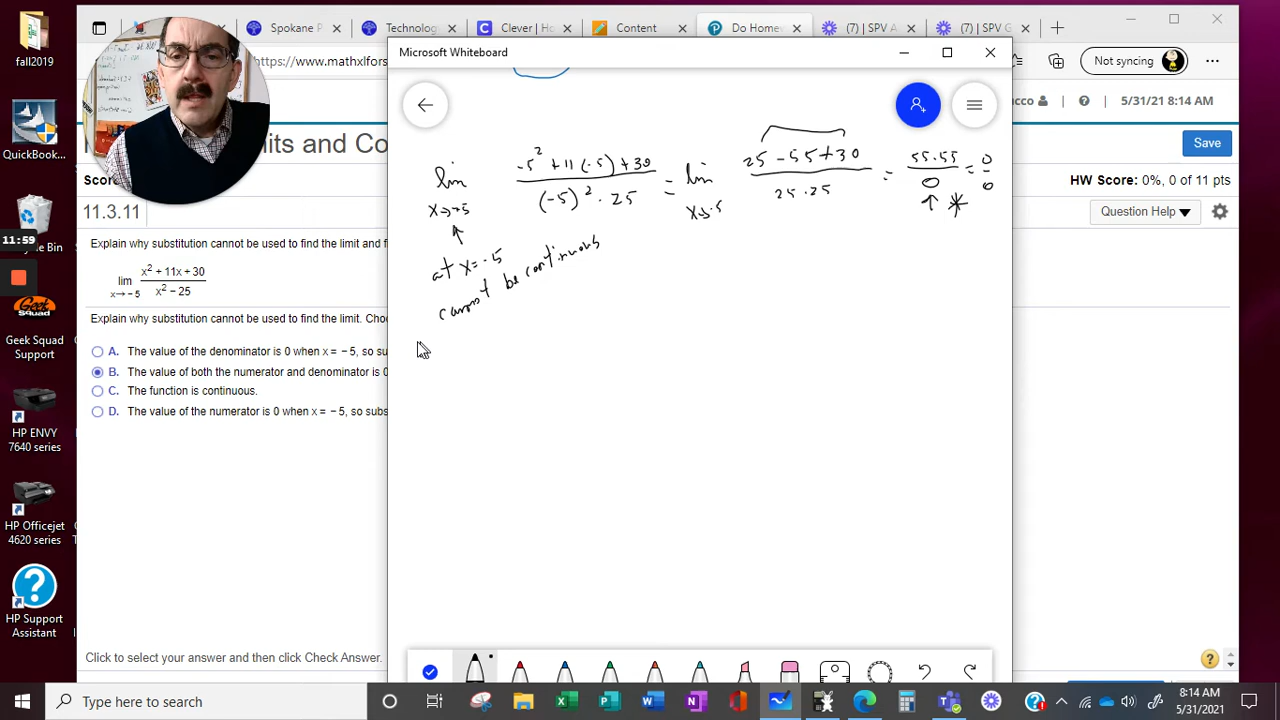 Spokane P
Technolog
Clever | Ho
Content
Do Home
(7) | SPV A
(7) | SPV G
fall2019
https://www.mathxlfors
Microsoft Whiteboard
Not syncing
5/31/21 8:14 AM
its and Co
Save
QuickBook...
HW Score: 0%, 0 of 11 pts
11.3.11
Question Help
11:59
lim -5² + 11(-5) + 30 = lim 25 - 55 + 30 = 55 · 55 = 0
x→-5 (-5)² · 25 x→-5 25 · 25 0 0
at x = -5
cannot be continuous
Explain why substitution cannot be used to find the limit and f
lim x² + 11x + 30
x→ -5 x² - 25
Explain why substitution cannot be used to find the limit. Choo
A. The value of the denominator is 0 when x = -5, so su
B. The value of both the numerator and denominator is 0
C. The function is continuous.
D. The value of the numerator is 0 when x = -5, so subs
Geek Squad
Support
HP ENVY
7640 series
HP Officejet
4620 series
HP Support
Assistant
Click to select your answer and then click Check Answer.
Type here to search
8:14 AM
5/31/2021